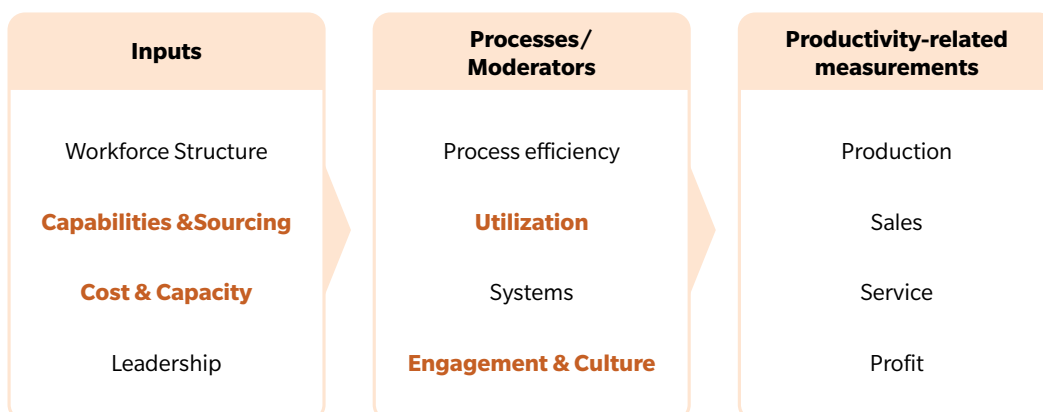 Inputs
Workforce Structure
Capabilities &Sourcing
Cost & Capacity
Leadership
Processes/
Moderators
Process efficiency
Utilization
Systems
Engagement & Culture
Productivity-related
measurements
Production
Sales
Service
Profit